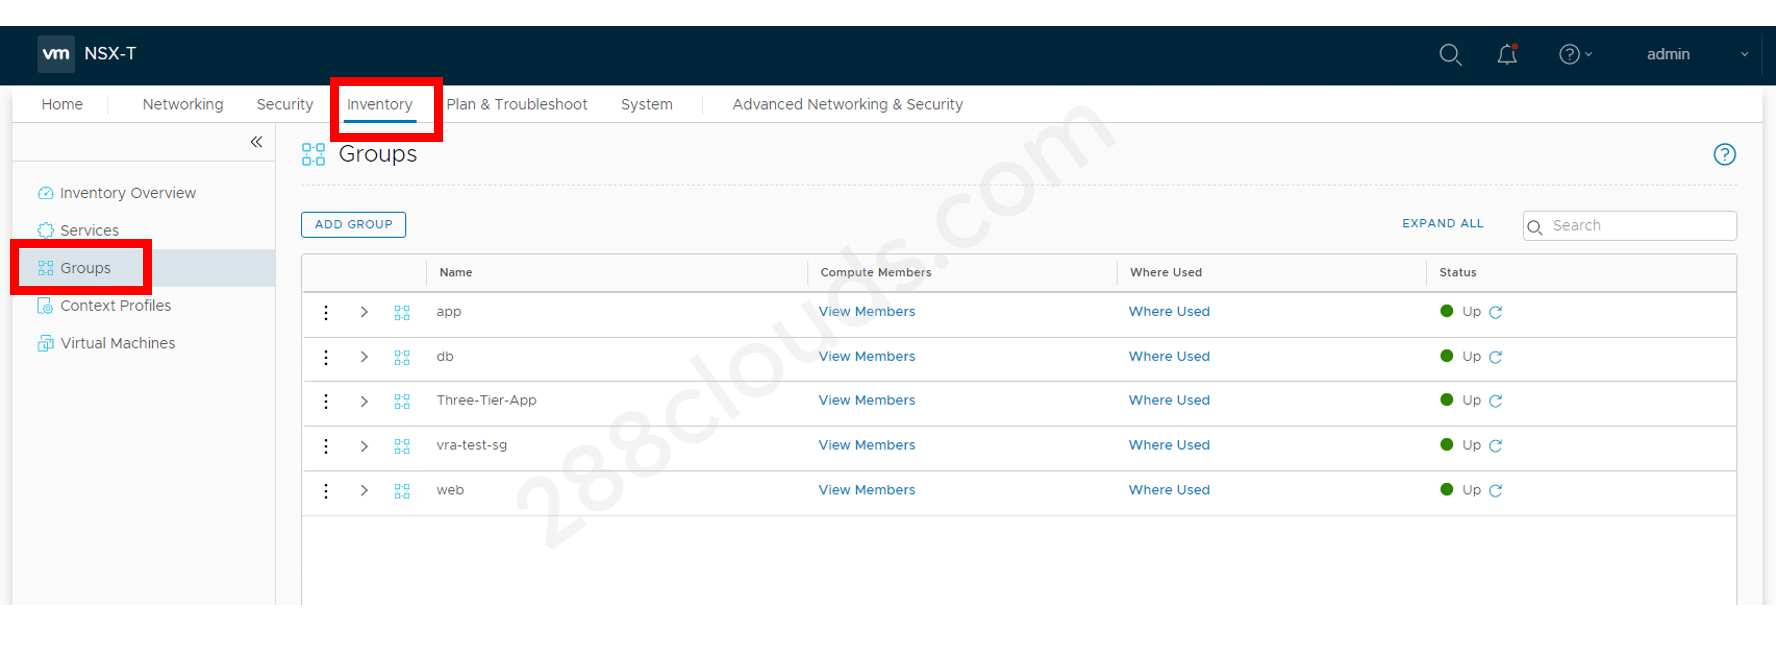 vm NSX-T admin
Home Networking Security Inventory Plan & Troubleshoot System Advanced Networking & Security
Groups
Inventory Overview
Services
Groups
Context Profiles
Virtual Machines
ADD GROUP EXPAND ALL Search
Name Compute Members Where Used Status
app View Members Where Used Up
db View Members Where Used Up
Three-Tier-App View Members Where Used Up
vra-test-sg View Members Where Used Up
web View Members Where Used Up
288clouds.com